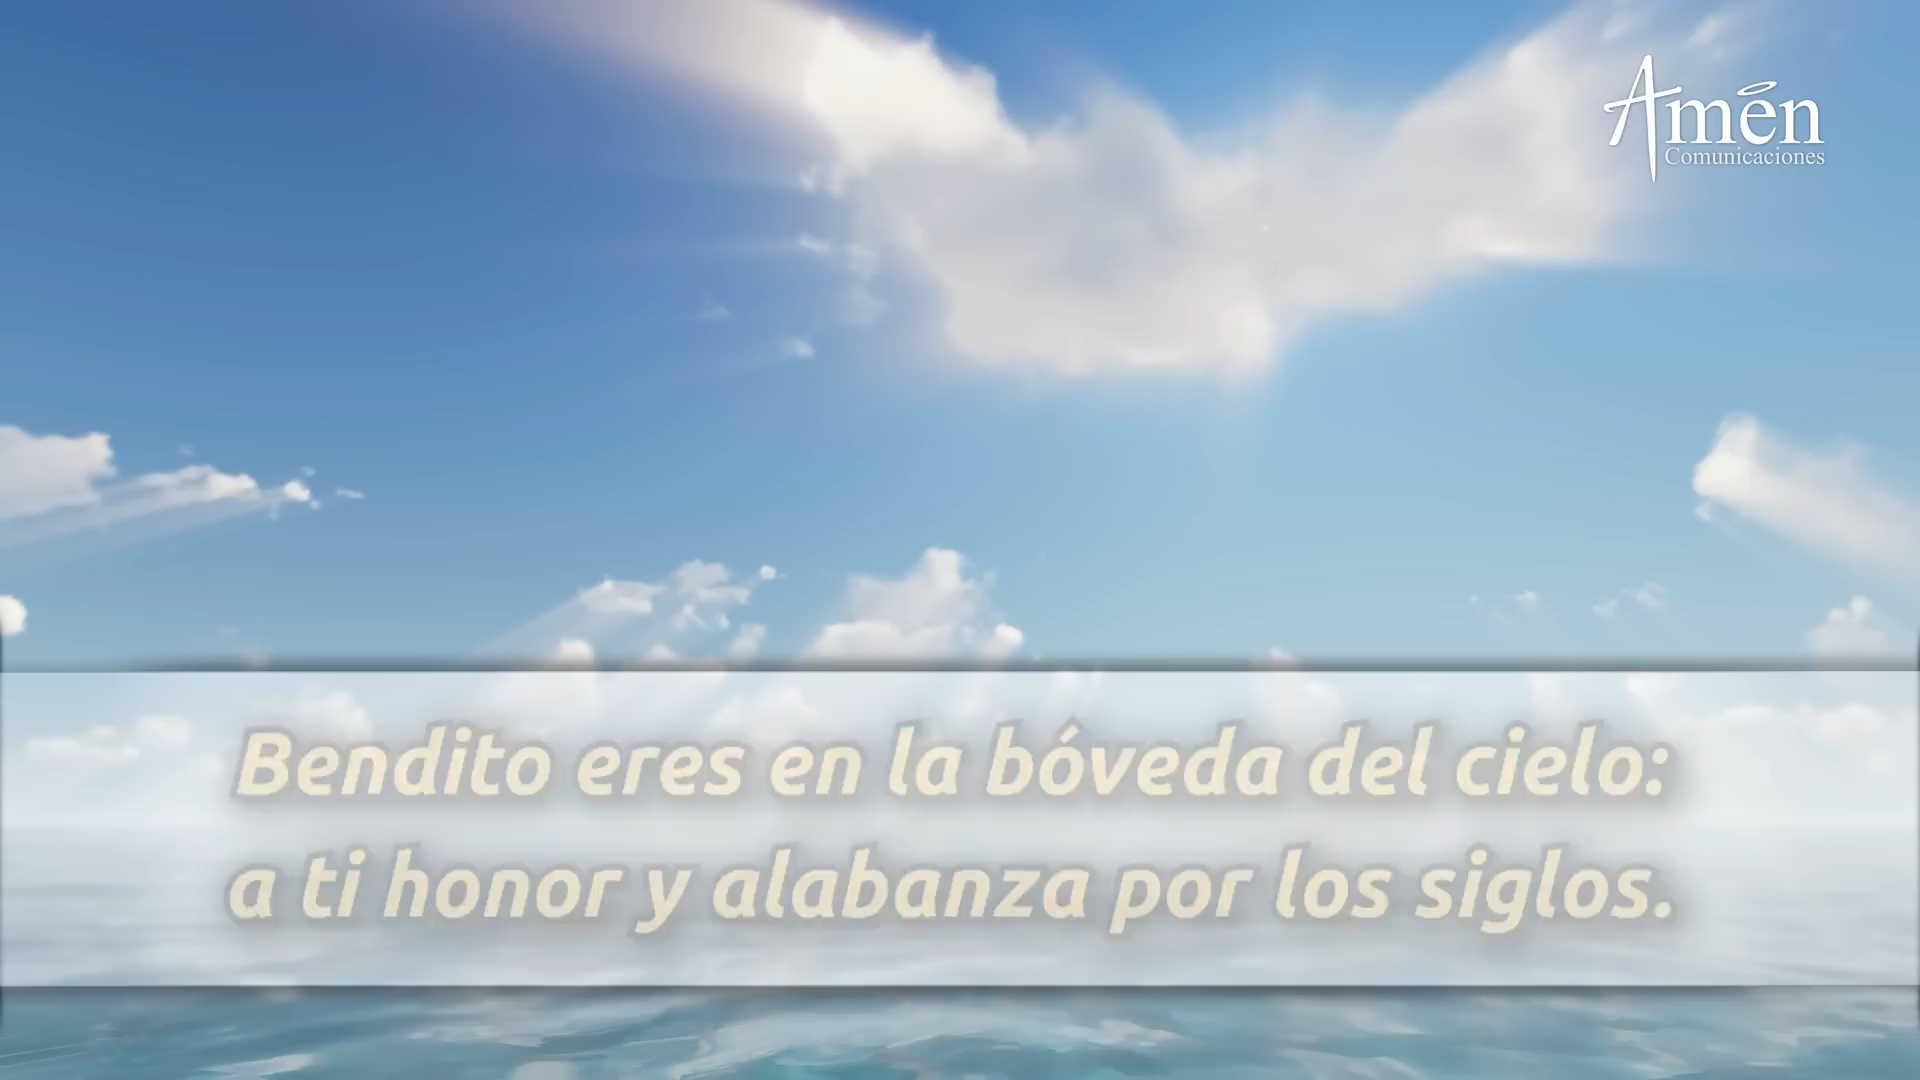 Amén
Comunicaciones
Bendito eres en la bóveda del cielo:
a ti honor y alabanza por los siglos.